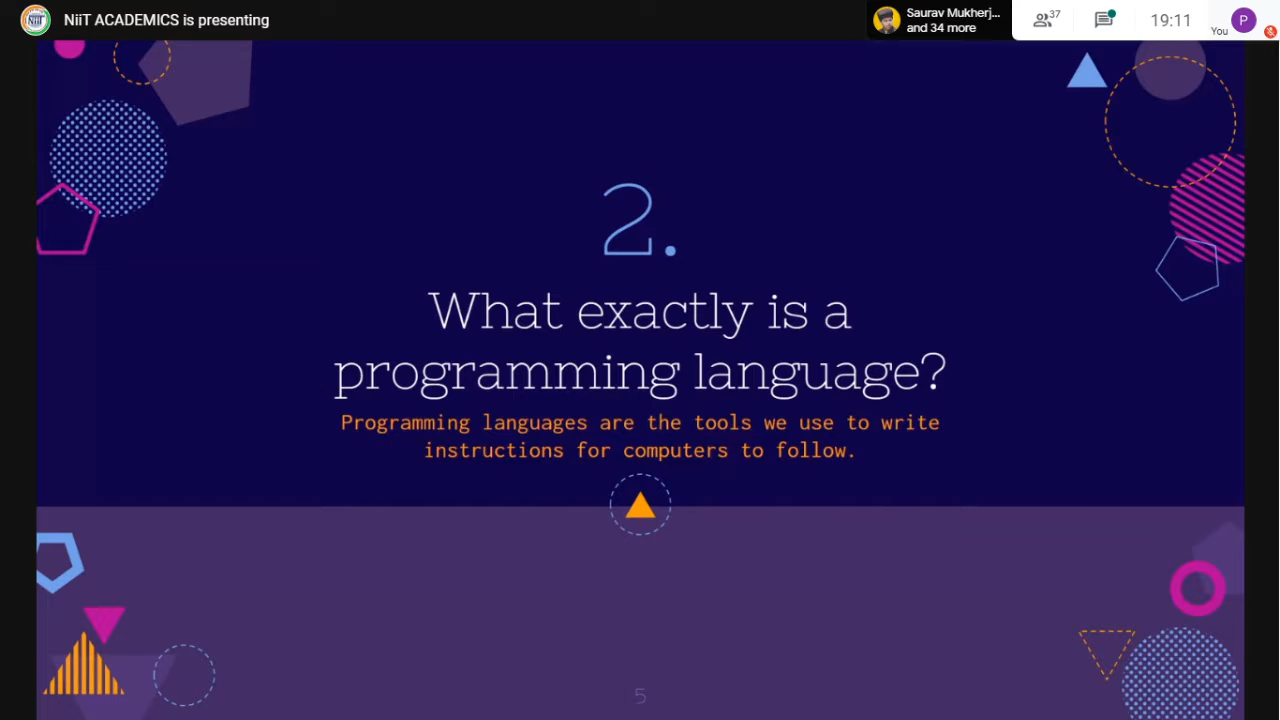 NiiT ACADEMICS is presenting
Saurav Mukherj...
and 34 more
37
19:11
You
P
2.
What exactly is a
programming language?
Programming languages are the tools we use to write
instructions for computers to follow.
5